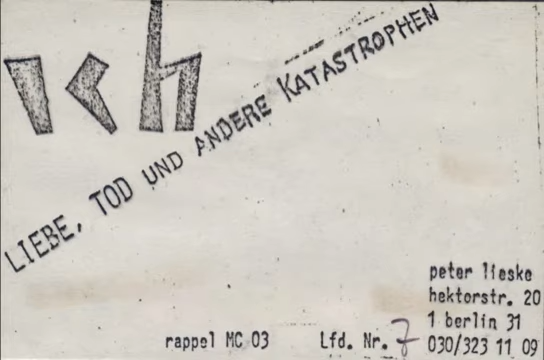 ich
LIEBE, TOD UND ANDERE KATASTROPHEN
peter lieske
hektorstr. 20
1 berlin 31
rappel MC 03 Lfd. Nr. 7 030/323 11 09